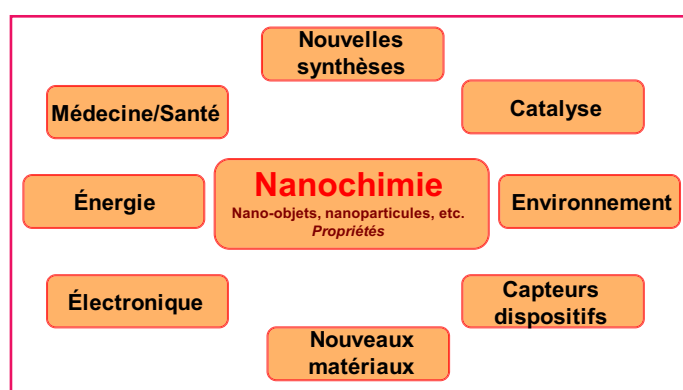 Nouvelles
synthèses
Médecine/Santé
Catalyse
Nanochimie
Nano-objets, nanoparticules, etc.
Propriétés
Énergie
Environnement
Électronique
Capteurs
dispositifs
Nouveaux
matériaux